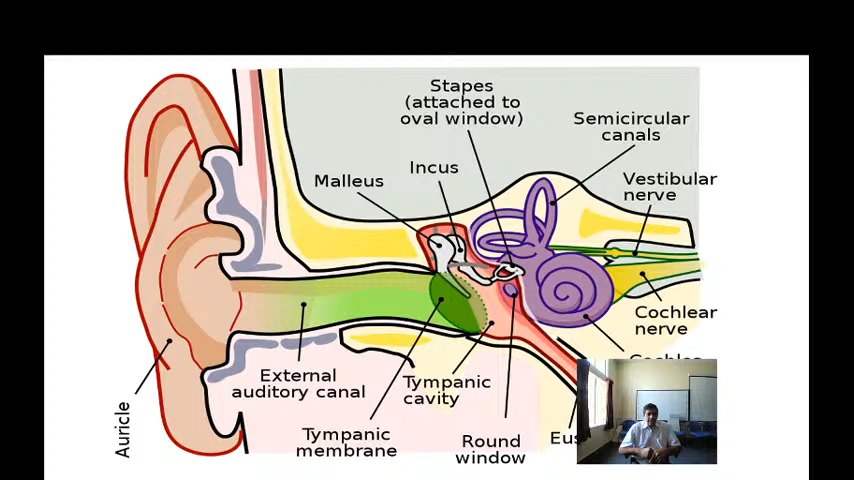 Stapes
(attached to
oval window)
Semicircular
canals
Incus
Malleus
Vestibular
nerve
Cochlear
nerve
External
auditory canal
Tympanic
cavity
Auricle
Tympanic
membrane
Round
window